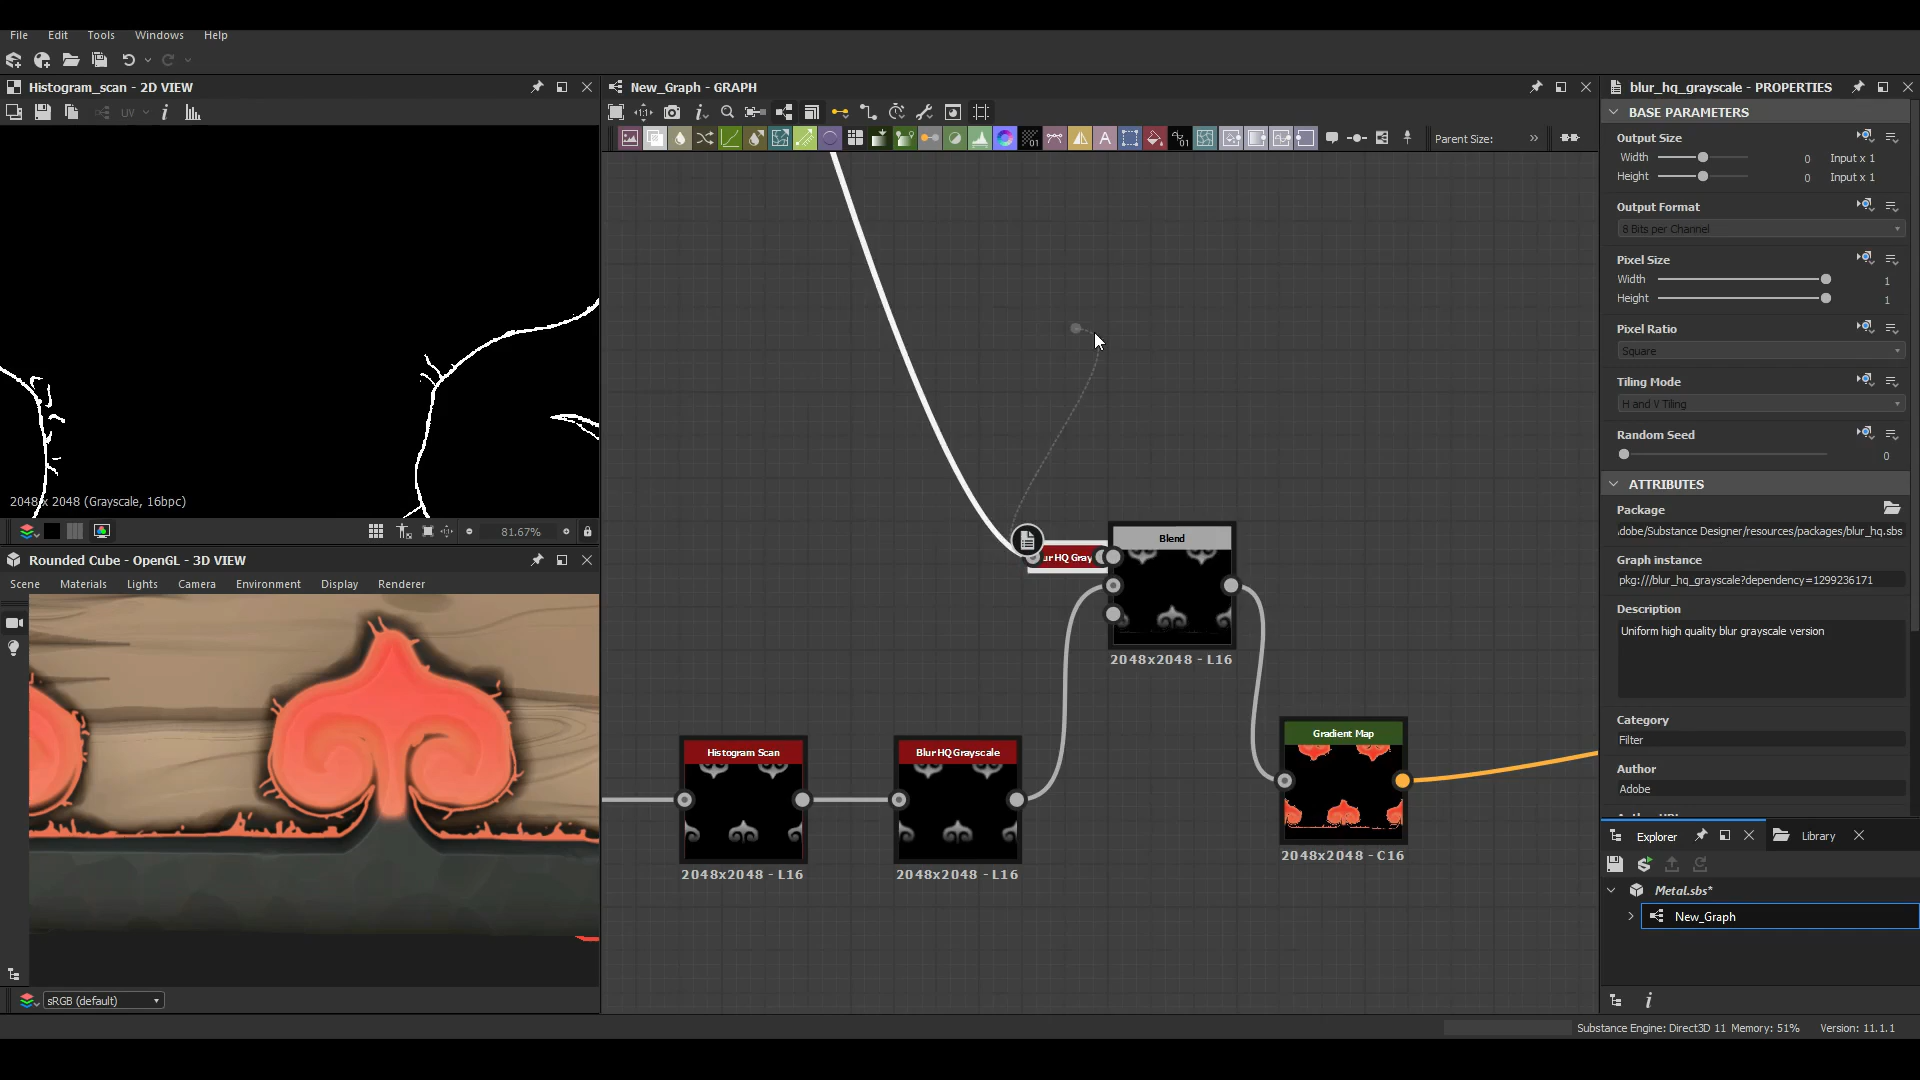 File Edit Tools Windows Help
Histogram_scan - 2D VIEW
UV
2048 x 2048 (Grayscale, 16bpc)
81.67%
Rounded Cube - OpenGL - 3D VIEW
Scene Materials Lights Camera Environment Display Renderer
sRGB (default)
New_Graph - GRAPH
Parent Size:
Blur HQ Gray
Blend
2048x2048 - L16
Histogram Scan
2048x2048 - L16
Blur HQ Grayscale
2048x2048 - L16
Gradient Map
2048x2048 - C16
blur_hq_grayscale - PROPERTIES
BASE PARAMETERS
Output Size
Width 0 Input x 1
Height 0 Input x 1
Output Format
8 Bits per Channel
Pixel Size
Width 1
Height 1
Pixel Ratio
Square
Tiling Mode
H and V Tiling
Random Seed
0
ATTRIBUTES
Package
\dobe/Substance Designer/resources/packages/blur_hq.sbs
Graph instance
pkg:///blur_hq_grayscale?dependency=1299236171
Description
Uniform high quality blur grayscale version
Category
Filter
Author
Adobe
Explorer Library
Metal.sbs*
New_Graph
Substance Engine: Direct3D 11 Memory: 51% Version: 11.1.1